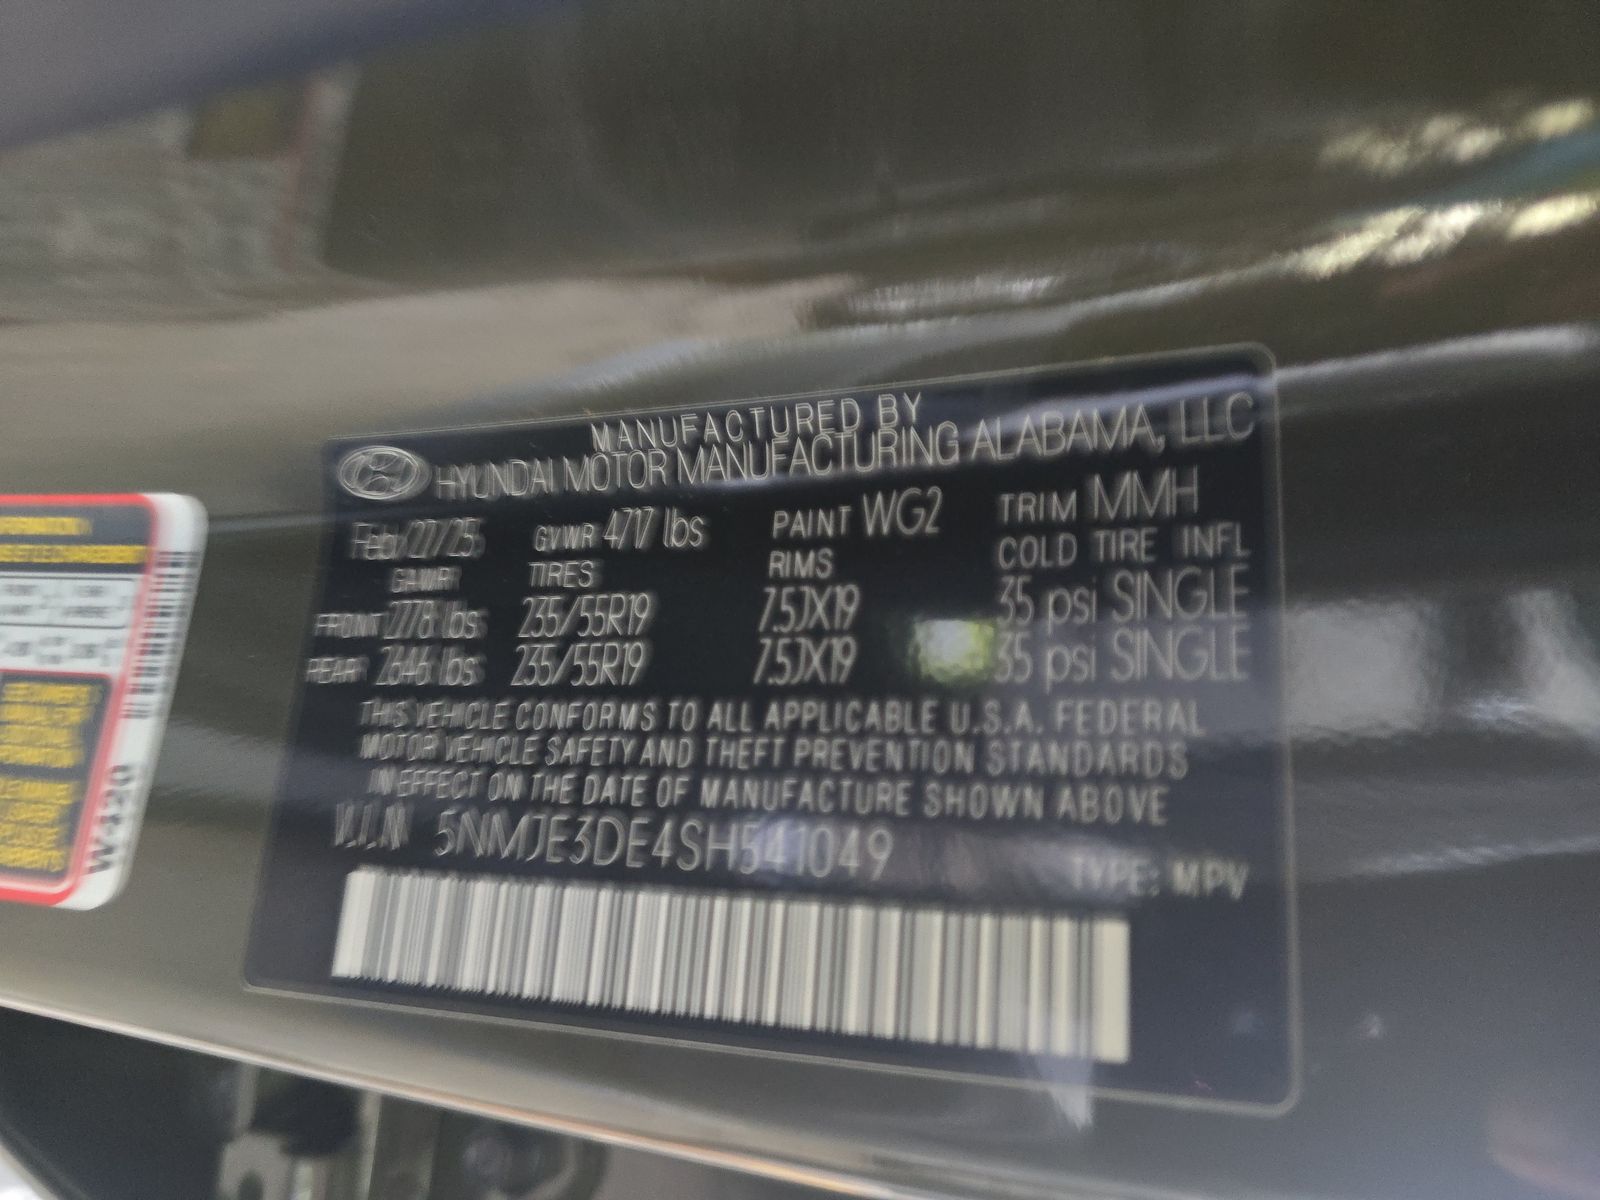 MANUFACTURED BY
HYUNDAI MOTOR MANUFACTURING ALABAMA, LLC
Feb/27/25 GVWR 4717 lbs PAINT WG2 TRIM MMH
GAWR TIRES RIMS COLD TIRE INFL
FRONT 2778 lbs 235/55R19 7.5JX19 35 psi SINGLE
REAR 2646 lbs 235/55R19 7.5JX19 35 psi SINGLE
THIS VEHICLE CONFORMS TO ALL APPLICABLE U.S.A. FEDERAL
MOTOR VEHICLE SAFETY AND THEFT PREVENTION STANDARDS
IN EFFECT ON THE DATE OF MANUFACTURE SHOWN ABOVE
V.I.N 5NMJE3DE4SH541049 TYPE: MPV
W320